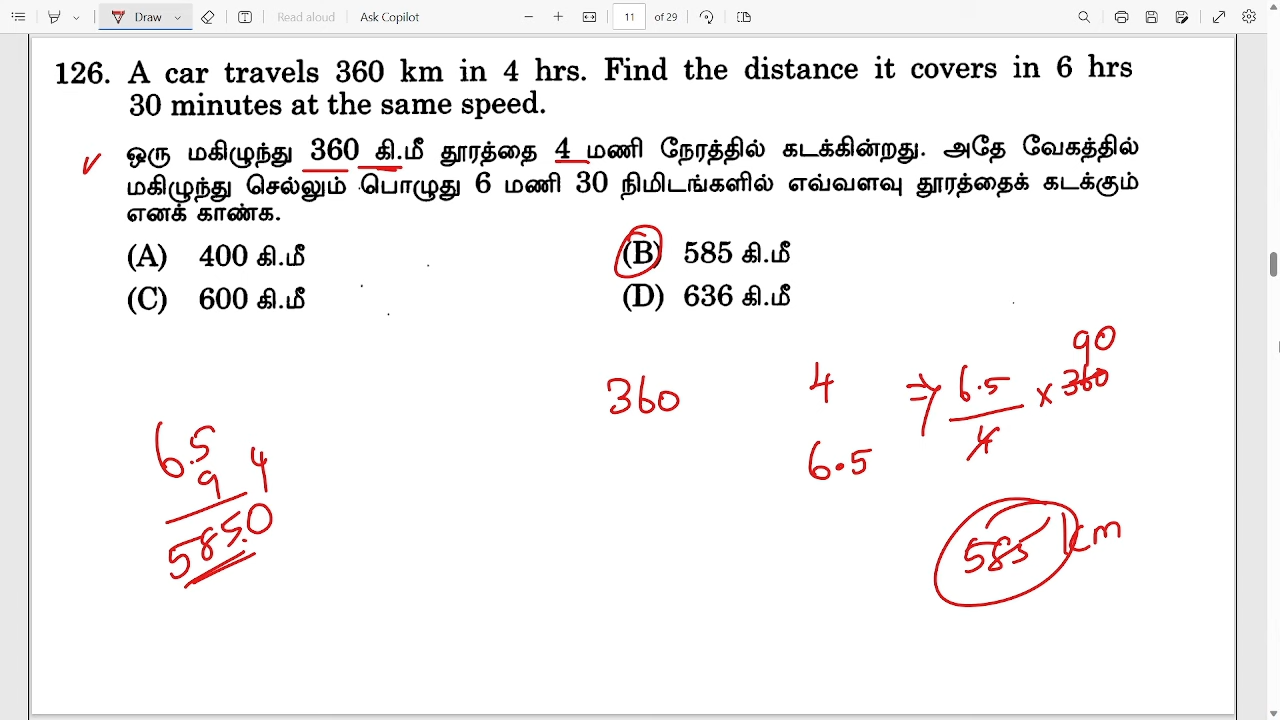 Draw
Read aloud
Ask Copilot
11
of 29
126. A car travels 360 km in 4 hrs. Find the distance it covers in 6 hrs
30 minutes at the same speed.
ஒரு மகிழுந்து 360 கி.மீ தூரத்தை 4 மணி நேரத்தில் கடக்கின்றது. அதே வேகத்தில்
மகிழுந்து செல்லும் பொழுது 6 மணி 30 நிமிடங்களில் எவ்வளவு தூரத்தைக் கடக்கும்
எனக் காண்க.
(A) 400 கி.மீ
(B) 585 கி.மீ
(C) 600 கி.மீ
(D) 636 கி.மீ
90
360 4 ⇒ 6.5 × 360
4
6.5
6.5
9 4
585.0
585 km